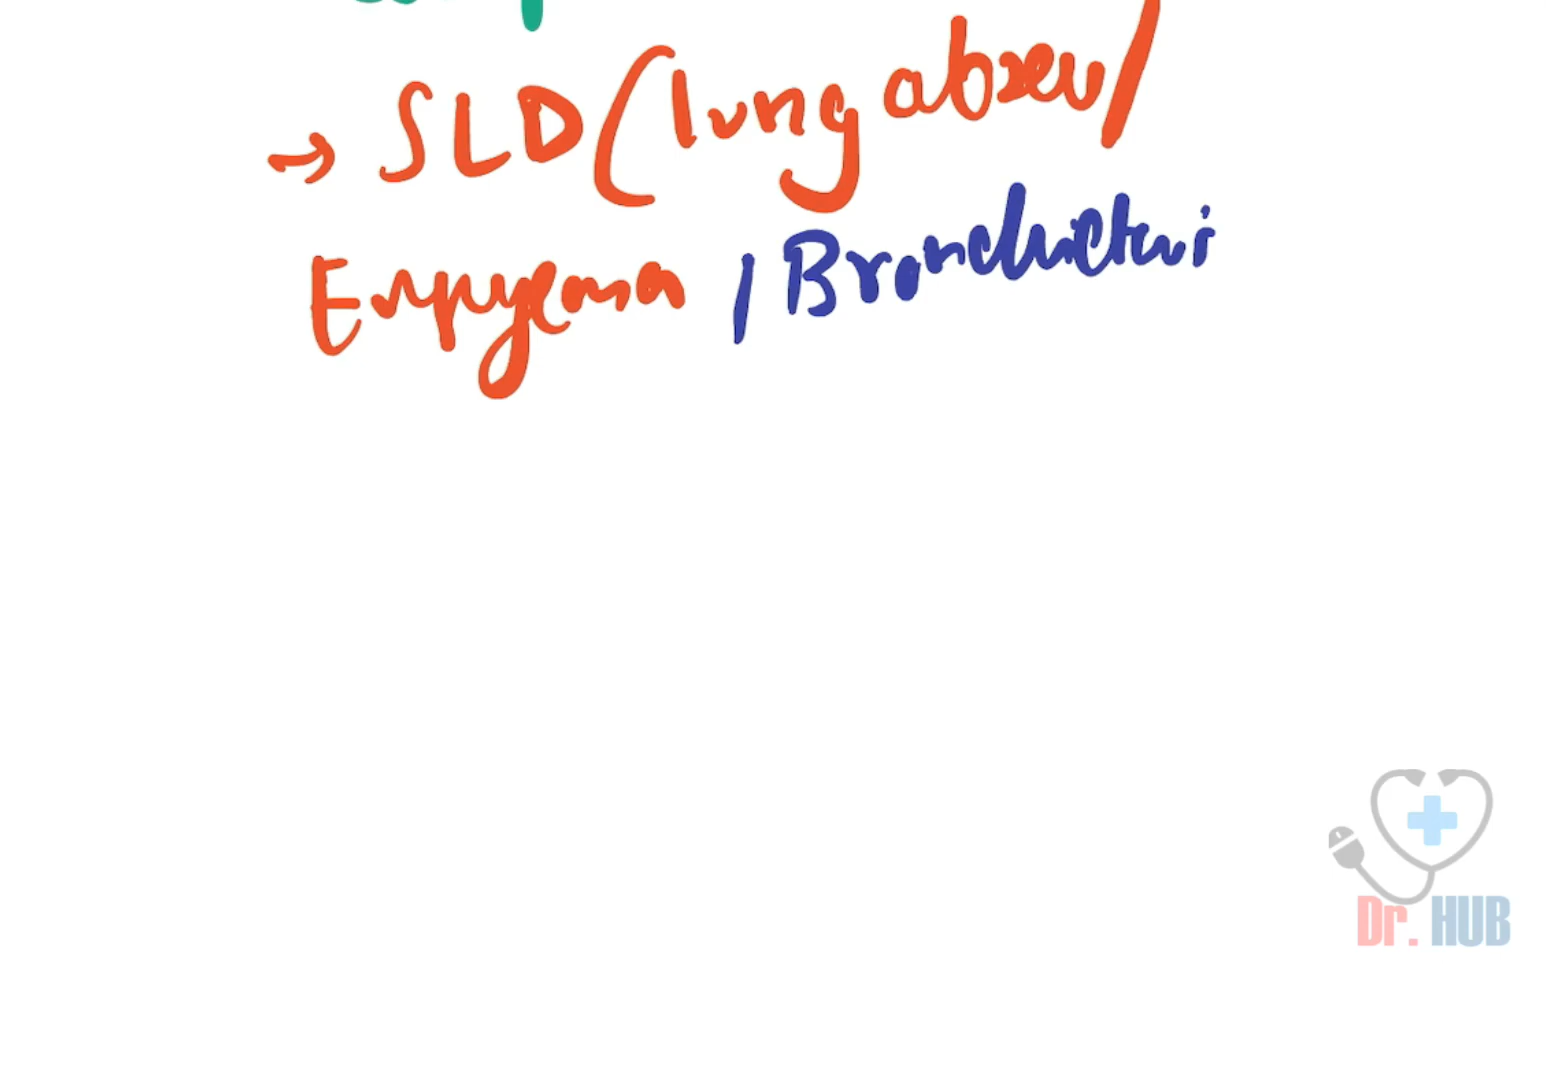 → SLD (lung abscess /
Empyema / Bronchiectasis
Dr. HUB